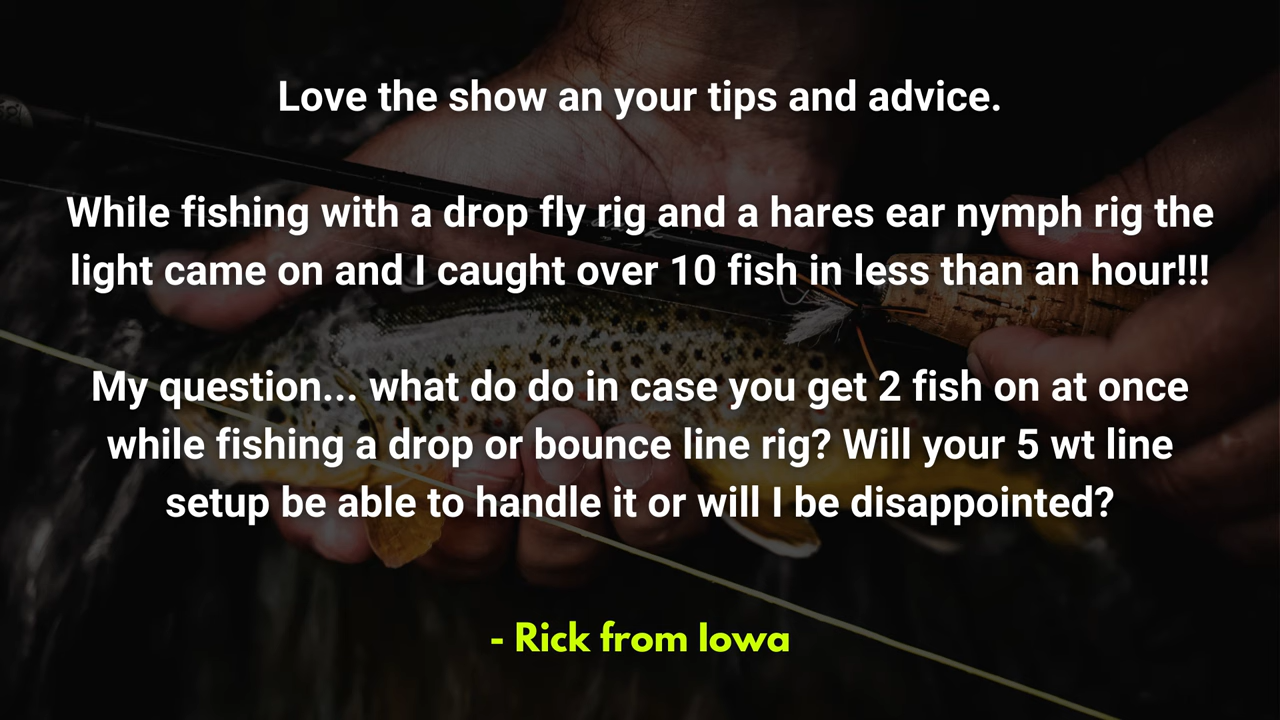 Love the show an your tips and advice.
While fishing with a drop fly rig and a hares ear nymph rig the
light came on and I caught over 10 fish in less than an hour!!!
My question... what do do in case you get 2 fish on at once
while fishing a drop or bounce line rig? Will your 5 wt line
setup be able to handle it or will I be disappointed?
- Rick from Iowa